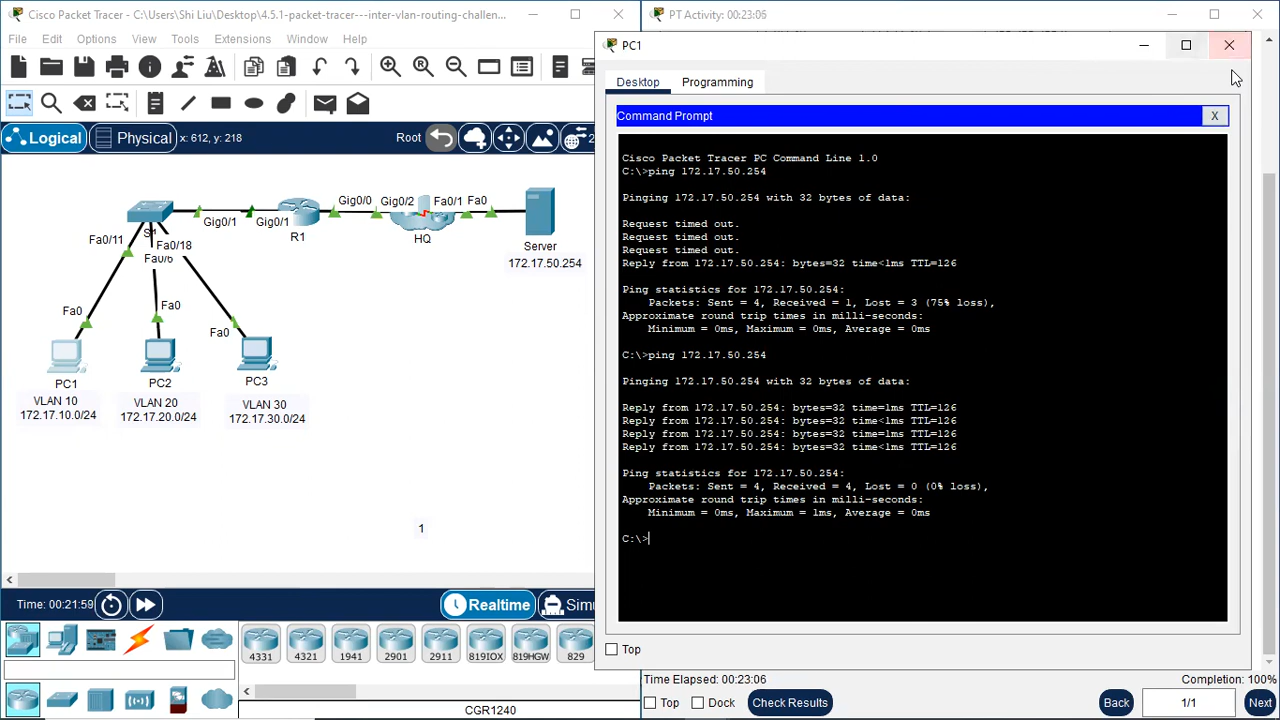 Cisco Packet Tracer - C:\Users\Shi Liu\Desktop\4.5.1-packet-tracer---inter-vlan-routing-challen...
PT Activity: 00:23:06
File Edit Options View Tools Extensions Window Help
PC1
Desktop Programming
Logical Physical x: 612, y: 218 Root
Command Prompt X
Cisco Packet Tracer PC Command Line 1.0
C:\>ping 172.17.50.254
Pinging 172.17.50.254 with 32 bytes of data:
Request timed out.
Request timed out.
Request timed out.
Reply from 172.17.50.254: bytes=32 time<1ms TTL=126
Ping statistics for 172.17.50.254:
Packets: Sent = 4, Received = 1, Lost = 3 (75% loss),
Approximate round trip times in milli-seconds:
Minimum = 0ms, Maximum = 0ms, Average = 0ms
C:\>ping 172.17.50.254
Pinging 172.17.50.254 with 32 bytes of data:
Reply from 172.17.50.254: bytes=32 time=1ms TTL=126
Reply from 172.17.50.254: bytes=32 time<1ms TTL=126
Reply from 172.17.50.254: bytes=32 time<1ms TTL=126
Reply from 172.17.50.254: bytes=32 time<1ms TTL=126
Ping statistics for 172.17.50.254:
Packets: Sent = 4, Received = 4, Lost = 0 (0% loss),
Approximate round trip times in milli-seconds:
Minimum = 0ms, Maximum = 1ms, Average = 0ms
C:\>
Top
Gig0/0 Gig0/2 Fa0/1 Fa0
Gig0/1 Gig0/1
S1 R1 HQ Server
172.17.50.254
Fa0/11 Fa0/18
Fa0/6
Fa0 Fa0 Fa0
PC1 PC2 PC3
VLAN 10 VLAN 20 VLAN 30
172.17.10.0/24 172.17.20.0/24 172.17.30.0/24
1
Time: 00:21:59 Realtime Simu
4331 4321 1941 2901 2911 819IOX 819HGW 829
CGR1240
Time Elapsed: 00:23:06 Completion: 100%
Top Dock Check Results Back 1/1 Next